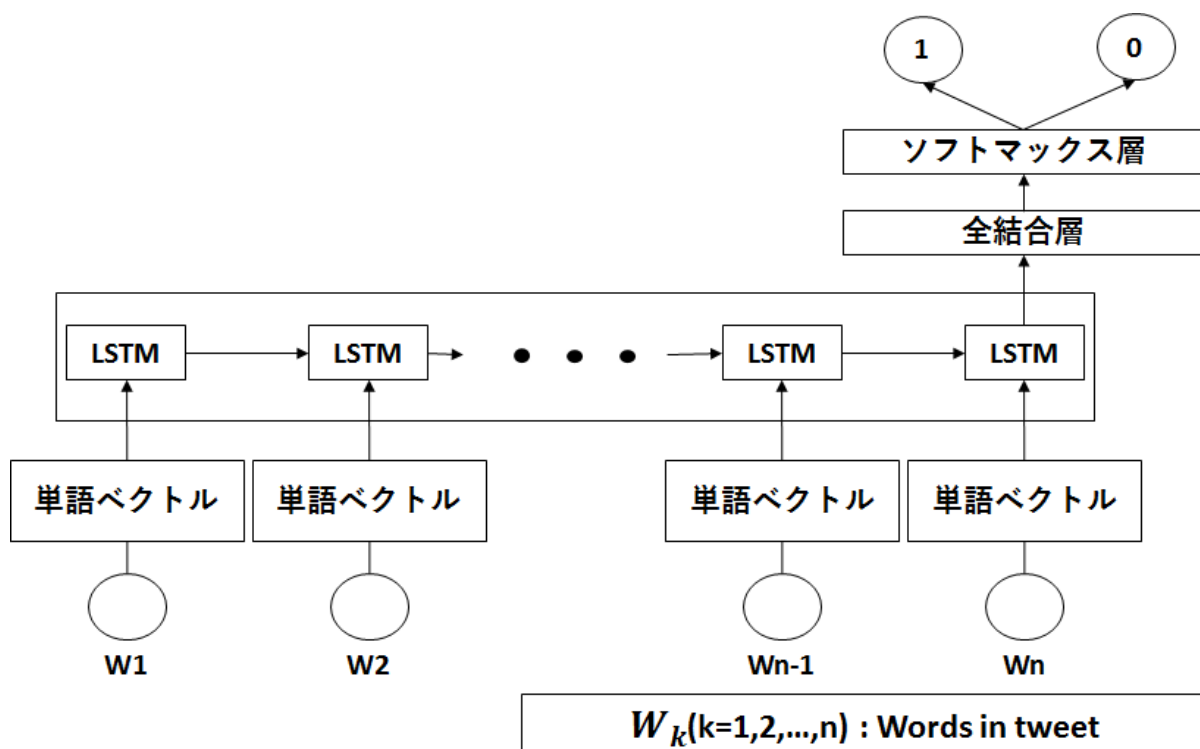 1 0
ソフトマックス層
全結合層
LSTM LSTM • • • LSTM LSTM
単語ベクトル 単語ベクトル 単語ベクトル 単語ベクトル
W1 W2 Wn-1 Wn
W_k(k=1,2,...,n) : Words in tweet